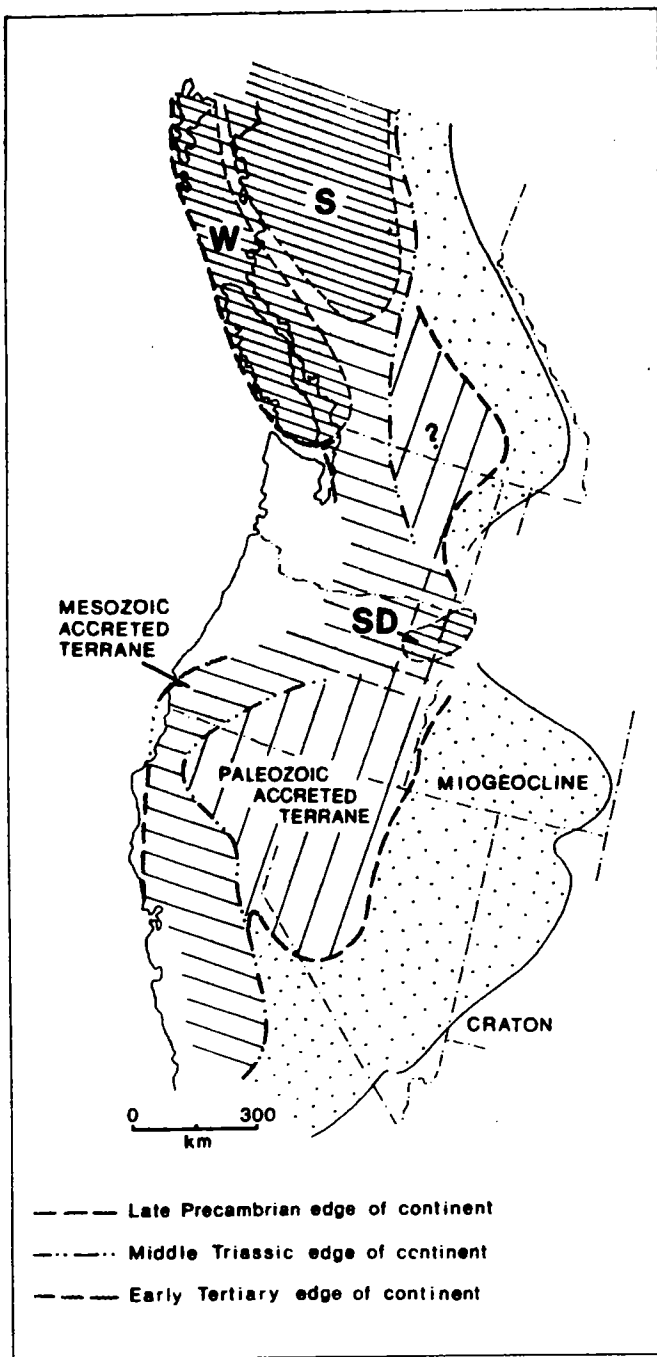 S
W
?
MESOZOIC
ACCRETED
TERRANE
SD
PALEOZOIC
ACCRETED
TERRANE
MIOGEOCLINE
CRATON
0 300
km
Late Precambrian edge of continent
Middle Triassic edge of continent
Early Tertiary edge of continent